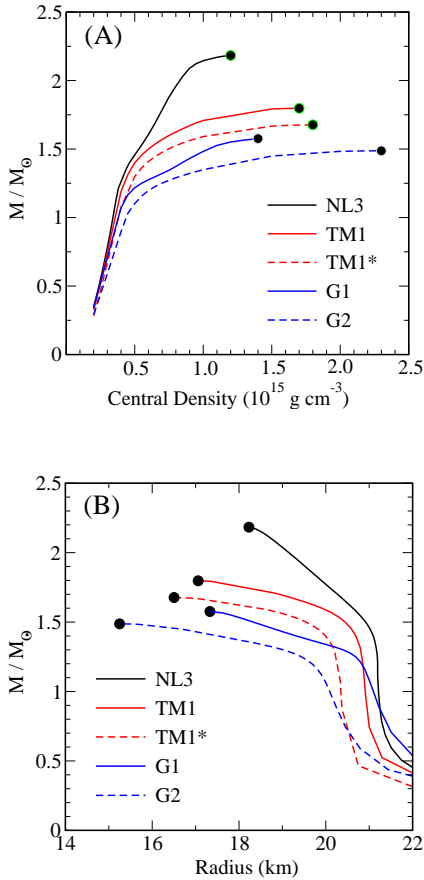 (A)
M / M⊙
2.5
2
1.5
1
0.5
0
NL3
TM1
TM1*
G1
G2
0.5 1.0 1.5 2.0 2.5
Central Density (10^15 g cm^-3)
(B)
M / M⊙
2.5
2
1.5
1
0.5
0
NL3
TM1
TM1*
G1
G2
14 16 18 20 22
Radius (km)